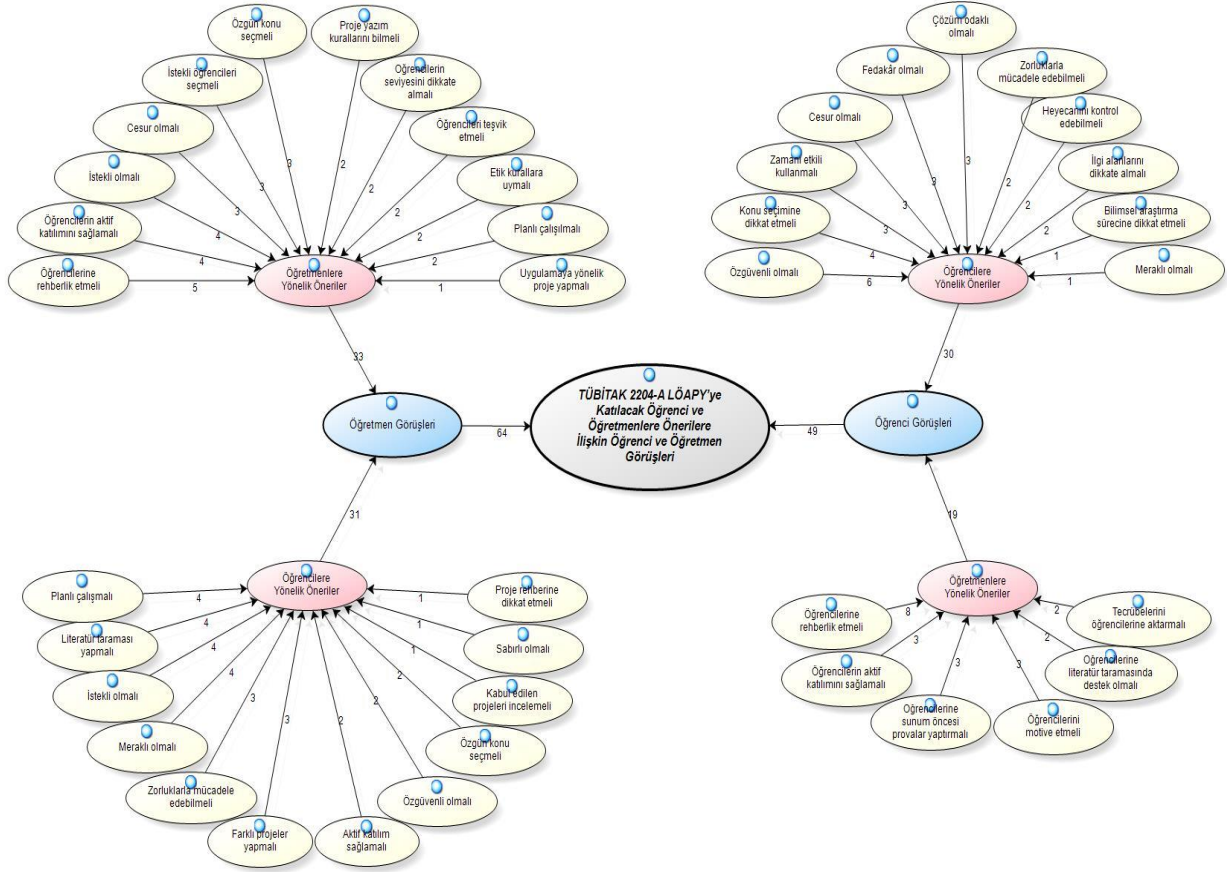 Özgün konu
seçmeli
Proje yazım
kurallarını bilmeli
İstekli öğrencileri
seçmeli
Öğrencilerin
seviyesini dikkate
almalı
Cesur olmalı
Öğrencileri teşvik
etmeli
İstekli olmalı
Etik kurallara
uymalı
Öğrencilerin aktif
katılımını sağlamalı
Planlı çalışılmalı
Öğrencilerine
rehberlik etmeli
Uygulamaya yönelik
proje yapmalı
3
2
3
2
3
2
4
2
4
2
5
1
Öğretmenlere
Yönelik Öneriler
33
Çözüm odaklı
olmalı
Fedakâr olmalı
Zorluklarla
mücadele edebilmeli
Cesur olmalı
Heyecanını kontrol
edebilmeli
Zamanı etkili
kullanmalı
İlgi alanlarını
dikkate almalı
Konu seçimine
dikkat etmeli
Bilimsel araştırma
sürecine dikkat etmeli
Özgüvenli olmalı
Meraklı olmalı
3
3
2
3
2
3
2
4
1
6
1
Öğrencilere
Yönelik Öneriler
30
Öğretmen Görüşleri
64
TÜBİTAK 2204-A LÖAPY'ye
Katılacak Öğrenci ve
Öğretmenlere Önerilere
İlişkin Öğrenci ve Öğretmen
Görüşleri
49
Öğrenci Görüşleri
31
Öğrencilere
Yönelik Öneriler
Planlı çalışmalı
4
Literatür taraması
yapmalı
4
İstekli olmalı
4
Meraklı olmalı
4
Zorluklarla mücadele
edebilmeli
3
Farklı projeler
yapmalı
3
Aktif katılım
sağlamalı
2
Özgüvenli olmalı
2
Özgün konu
seçmeli
2
Kabul edilen
projeleri incelemeli
1
Sabırlı olmalı
1
Proje rehberine
dikkat etmeli
1
19
Öğretmenlere
Yönelik Öneriler
Öğrencilerine
rehberlik etmeli
8
Öğrencilerin aktif
katılımını sağlamalı
3
Öğrencilerine
sunum öncesi
provalar yaptırmalı
3
Öğrencilerini
motive etmeli
3
Öğrencilerine
literatür taramasında
destek olmalı
2
Tecrübelerini
öğrencilerine aktarmalı
2